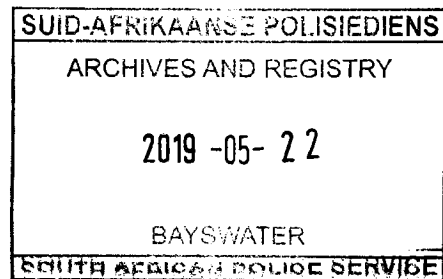 SUID-AFRIKAANSE POLISIEDIENS
ARCHIVES AND REGISTRY
2019 -05- 22
BAYSWATER
SOUTH AFRICAN POLICE SERVICE